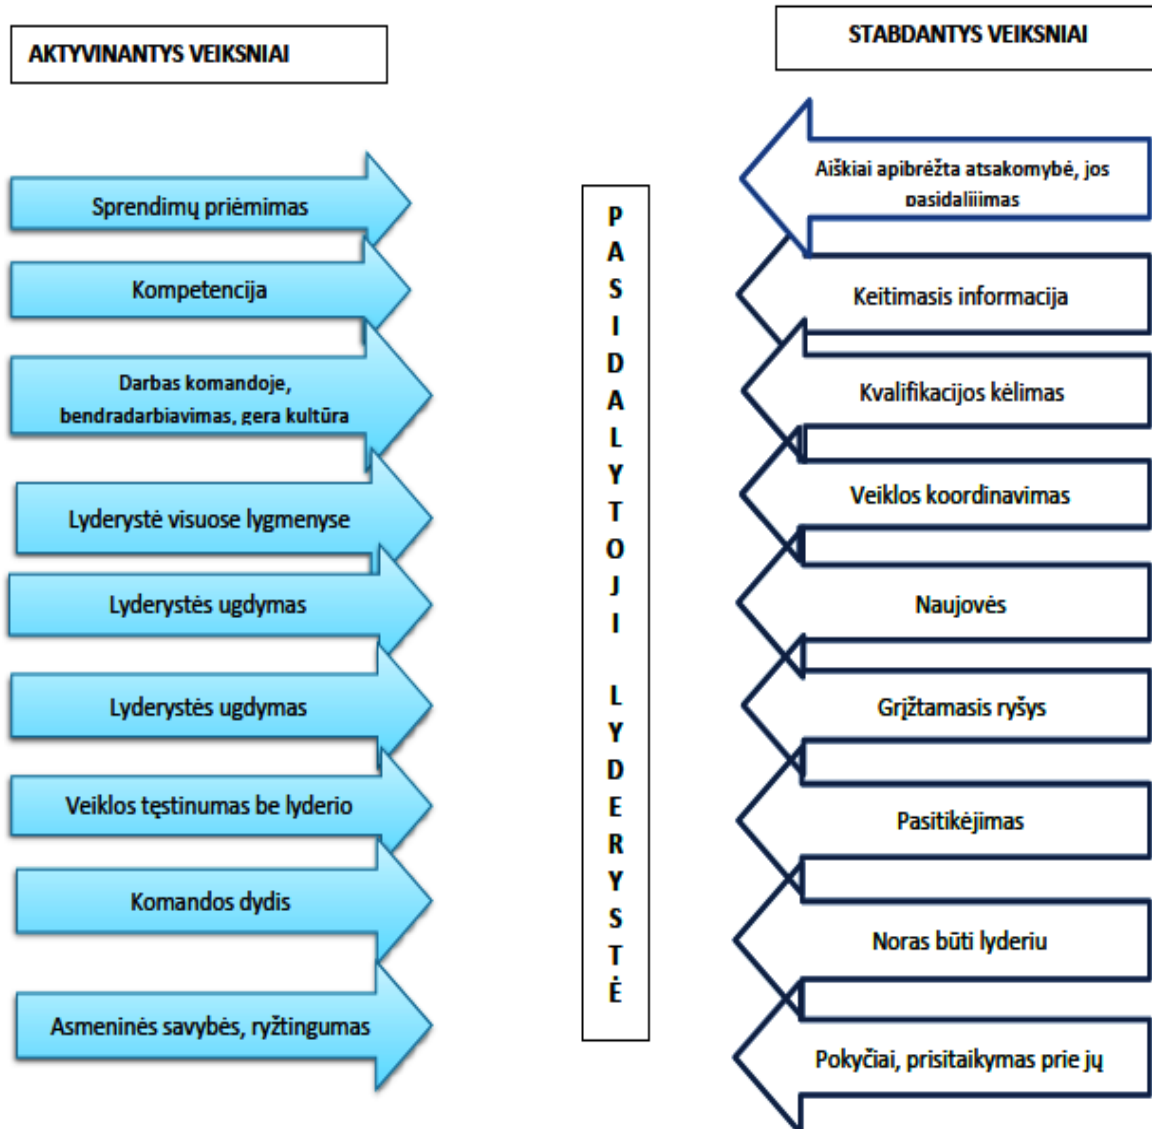 AKTYVINANTYS VEIKSNIAI
Sprendimų priėmimas
Kompetencija
Darbas komandoje,
bendradarbiavimas, gera kultūra
Lyderystė visuose lygmenyse
Lyderystės ugdymas
Lyderystės ugdymas
Veiklos tęstinumas be lyderio
Komandos dydis
Asmeninės savybės, ryžtingumas
PASIDALYTOJI LYDERYSTĖ
STABDANTYS VEIKSNIAI
Aiškiai apibrėžta atsakomybė, jos
pasidalijimas
Keitimasis informacija
Kvalifikacijos kėlimas
Veiklos koordinavimas
Naujovės
Grįžtamasis ryšys
Pasitikėjimas
Noras būti lyderiu
Pokyčiai, prisitaikymas prie jų